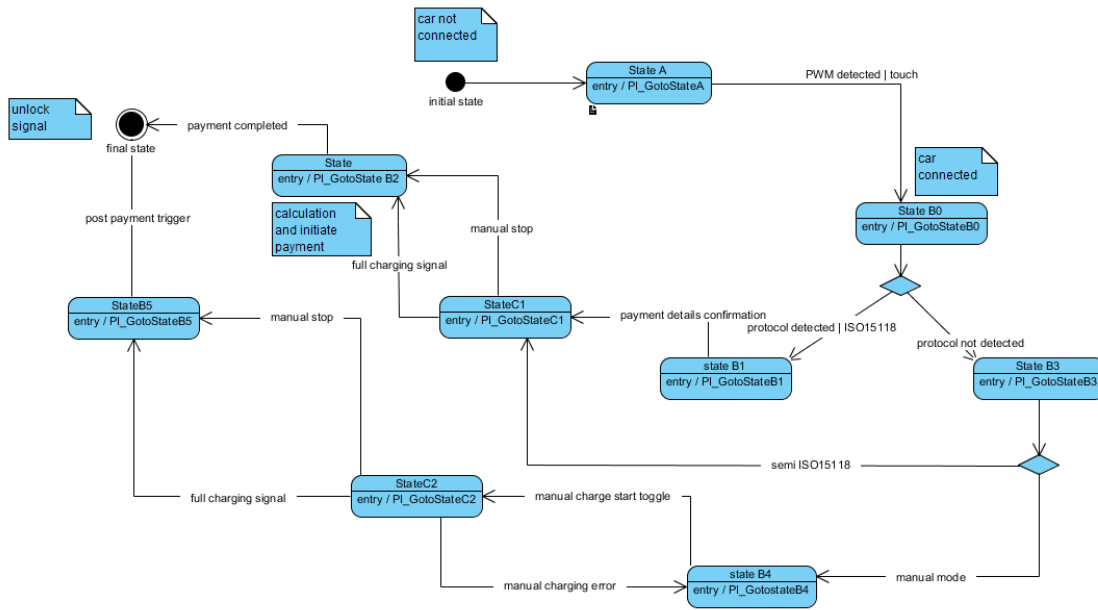 car not
connected
State A
entry / PI_GotoStateA
PWM detected | touch
initial state
unlock
signal
final state
payment completed
State
entry / PI_GotoState B2
car
connected
State B0
entry / PI_GotoStateB0
calculation
and initiate
payment
post payment trigger
manual stop
full charging signal
StateB5
entry / PI_GotoStateB5
manual stop
StateC1
entry / PI_GotoStateC1
payment details confirmation
protocol detected | ISO15118
protocol not detected
state B1
entry / PI_GotoStateB1
State B3
entry / PI_GotoStateB3
semi ISO15118
StateC2
entry / PI_GotoStateC2
full charging signal
manual charge start toggle
state B4
entry / PI_GotostateB4
manual charging error
manual mode